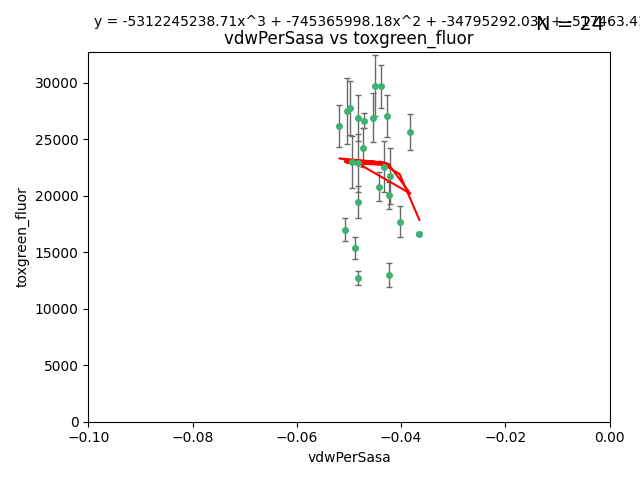 y = -5312245238.71x^3 + -745365998.18x^2 + -34795292.03x + 
N = 24
vdwPerSasa vs toxgreen_fluor
toxgreen_fluor
30000
25000
20000
15000
10000
5000
0
−0.10
−0.08
−0.06
−0.04
−0.02
0.00
vdwPerSasa